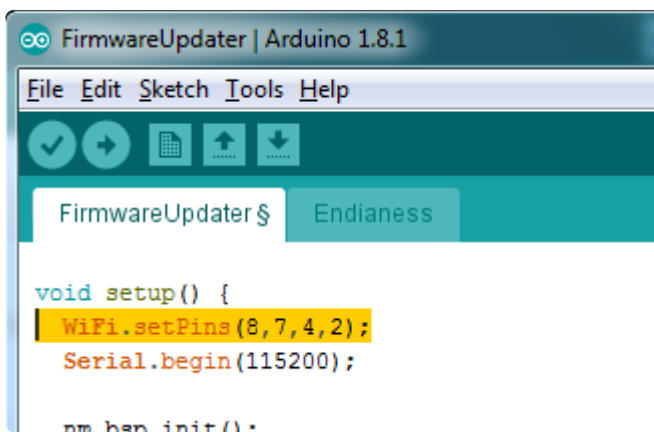 FirmwareUpdater | Arduino 1.8.1
File Edit Sketch Tools Help
FirmwareUpdater § Endianess
void setup() {
WiFi.setPins(8,7,4,2);
Serial.begin(115200);
nm_bsp_init();